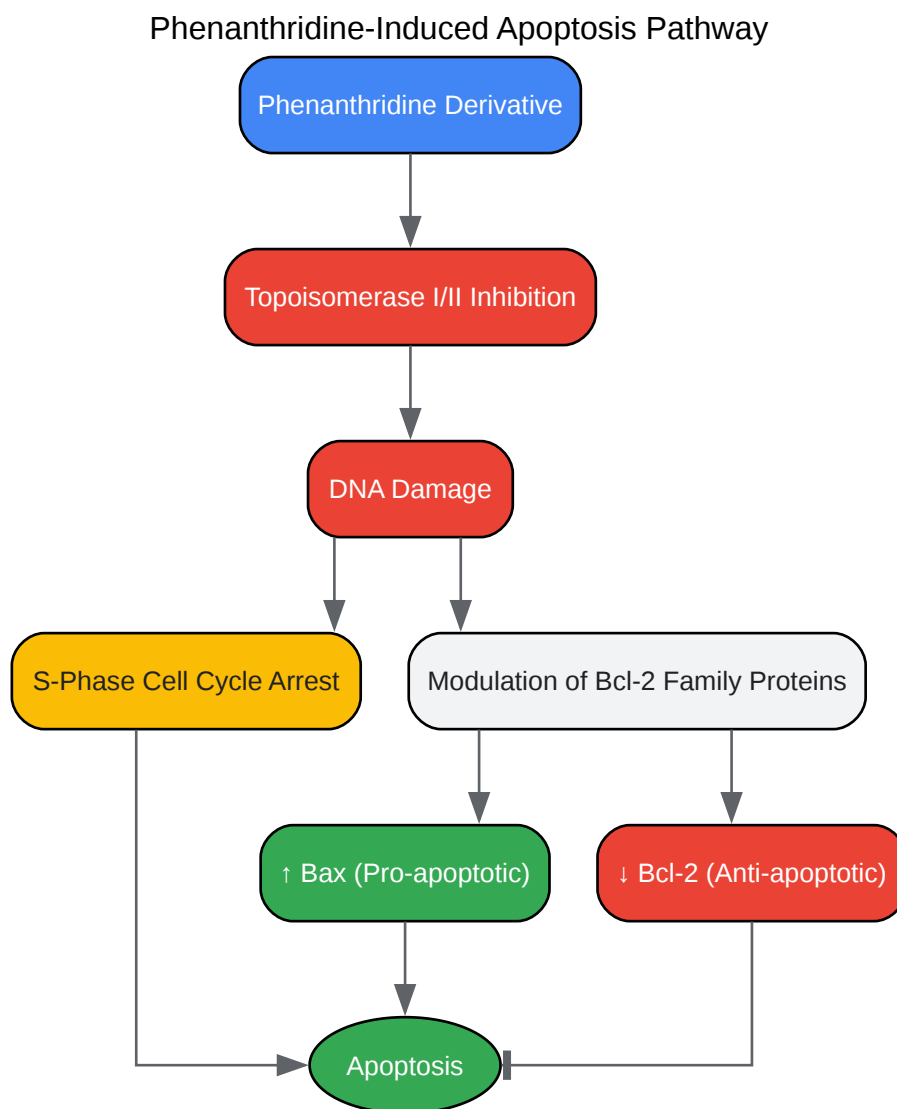 Phenanthridine-Induced Apoptosis Pathway
Phenanthridine Derivative
Topoisomerase I/II Inhibition
DNA Damage
S-Phase Cell Cycle Arrest
Modulation of Bcl-2 Family Proteins
↑ Bax (Pro-apoptotic)
↓ Bcl-2 (Anti-apoptotic)
Apoptosis